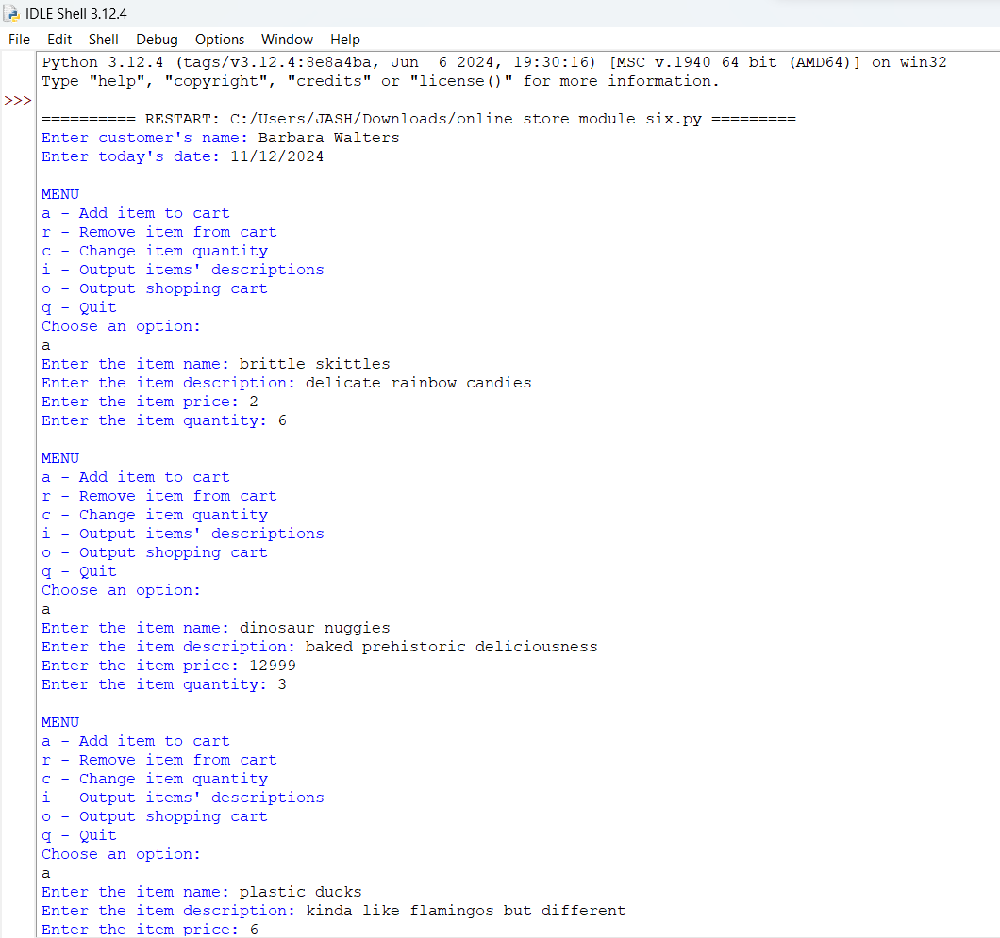 IDLE Shell 3.12.4
File Edit Shell Debug Options Window Help
Python 3.12.4 (tags/v3.12.4:8e8a4ba, Jun  6 2024, 19:30:16) [MSC v.1940 64 bit (AMD64)] on win32
Type "help", "copyright", "credits" or "license()" for more information.
>>>
========== RESTART: C:/Users/JASH/Downloads/online store module six.py =========
Enter customer's name: Barbara Walters
Enter today's date: 11/12/2024

MENU
a - Add item to cart
r - Remove item from cart
c - Change item quantity
i - Output items' descriptions
o - Output shopping cart
q - Quit
Choose an option:
a
Enter the item name: brittle skittles
Enter the item description: delicate rainbow candies
Enter the item price: 2
Enter the item quantity: 6

MENU
a - Add item to cart
r - Remove item from cart
c - Change item quantity
i - Output items' descriptions
o - Output shopping cart
q - Quit
Choose an option:
a
Enter the item name: dinosaur nuggies
Enter the item description: baked prehistoric deliciousness
Enter the item price: 12999
Enter the item quantity: 3

MENU
a - Add item to cart
r - Remove item from cart
c - Change item quantity
i - Output items' descriptions
o - Output shopping cart
q - Quit
Choose an option:
a
Enter the item name: plastic ducks
Enter the item description: kinda like flamingos but different
Enter the item price: 6